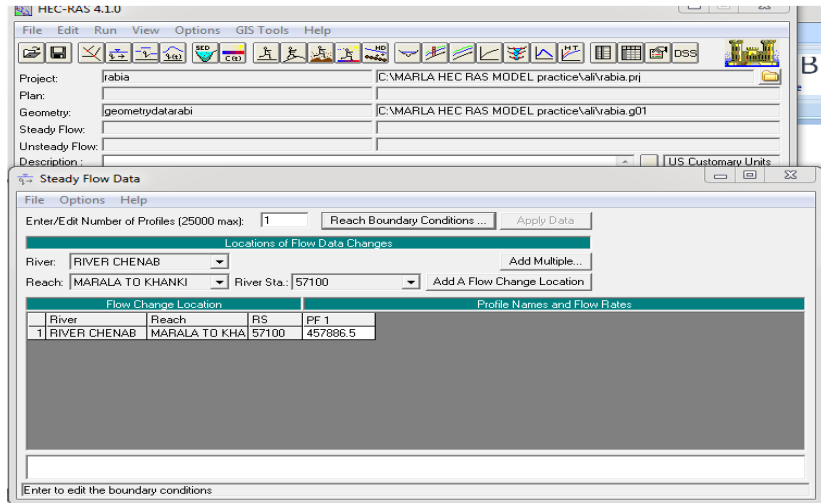 HEC-RAS 4.1.0
File Edit Run View Options GIS Tools Help
SED C(t) HD HT DSS
Project: rabia C:\MARLA HEC RAS MODEL practice\ali\rabia.prj
Plan:
Geometry: geometrydatarabi C:\MARLA HEC RAS MODEL practice\ali\rabia.g01
Steady Flow:
Unsteady Flow:
Description : ... US Customary Units
B
Steady Flow Data
File Options Help
Enter/Edit Number of Profiles (25000 max): 1 Reach Boundary Conditions ... Apply Data
Locations of Flow Data Changes
River: RIVER CHENAB Add Multiple...
Reach: MARALA TO KHANKI River Sta.: 57100 Add A Flow Change Location
Flow Change Location Profile Names and Flow Rates
River Reach RS PF 1
1 RIVER CHENAB MARALA TO KHA 57100 457886.5
Enter to edit the boundary conditions